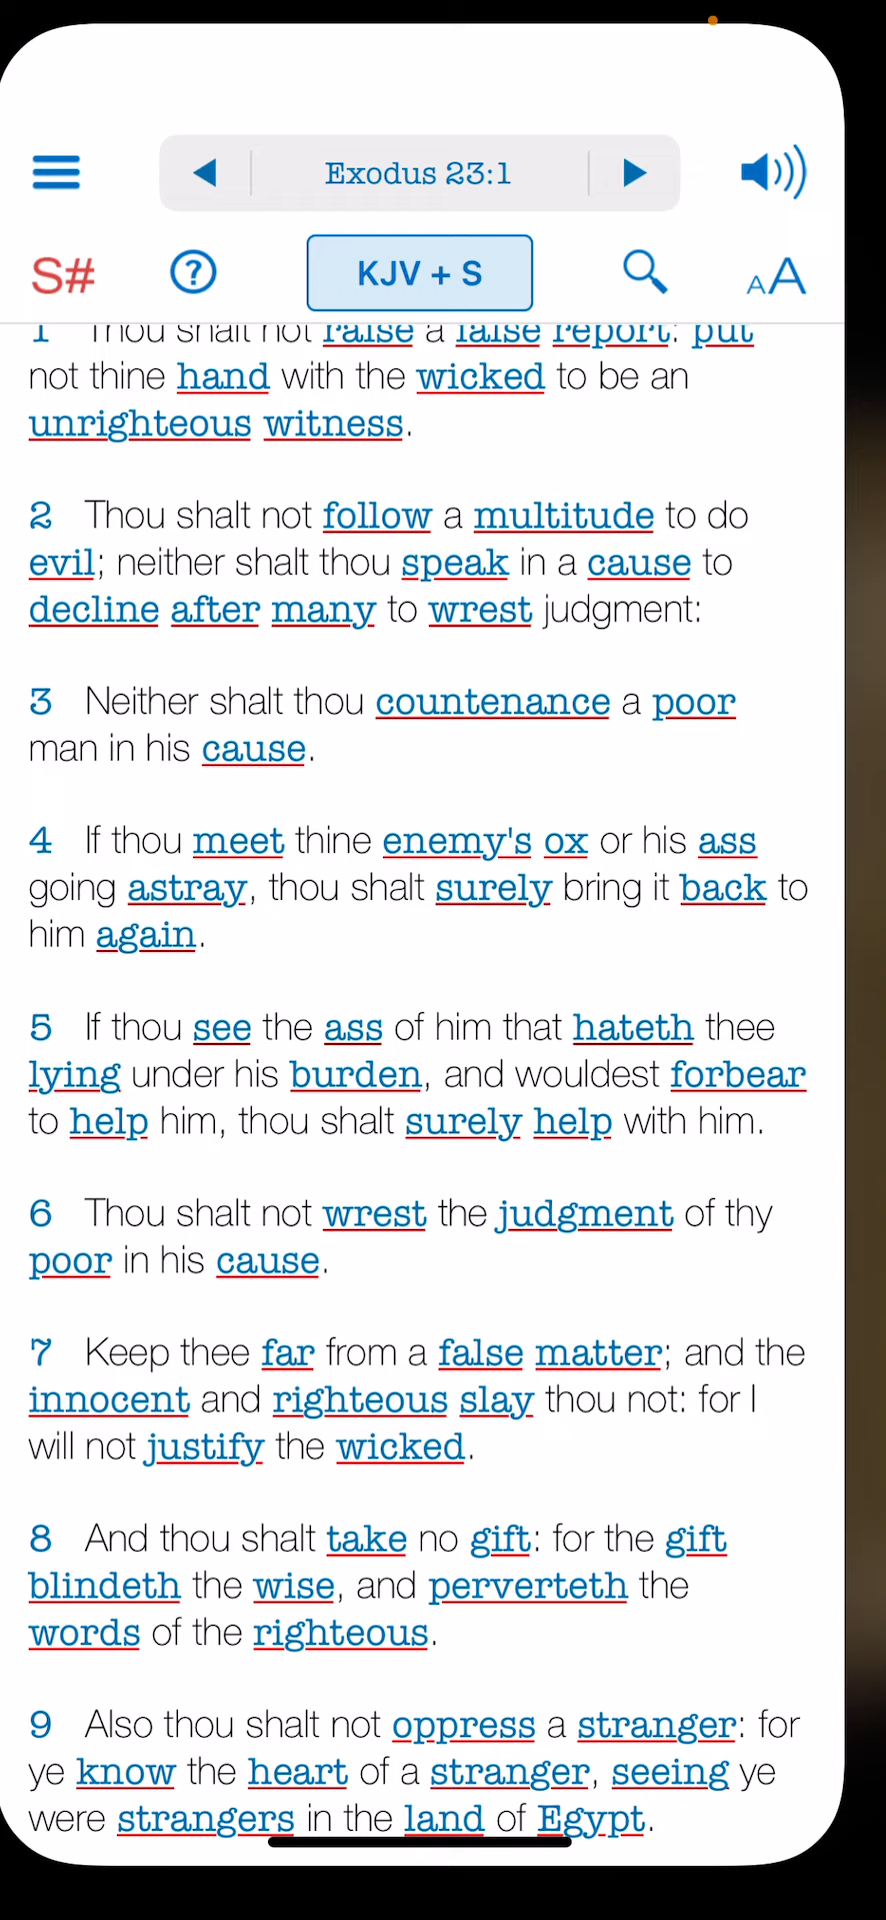 Exodus 23:1
S# ? KJV + S AA
1 Thou shalt not raise a false report: put
not thine hand with the wicked to be an
unrighteous witness.
2 Thou shalt not follow a multitude to do
evil; neither shalt thou speak in a cause to
decline after many to wrest judgment:
3 Neither shalt thou countenance a poor
man in his cause.
4 If thou meet thine enemy's ox or his ass
going astray, thou shalt surely bring it back to
him again.
5 If thou see the ass of him that hateth thee
lying under his burden, and wouldest forbear
to help him, thou shalt surely help with him.
6 Thou shalt not wrest the judgment of thy
poor in his cause.
7 Keep thee far from a false matter; and the
innocent and righteous slay thou not: for I
will not justify the wicked.
8 And thou shalt take no gift: for the gift
blindeth the wise, and perverteth the
words of the righteous.
9 Also thou shalt not oppress a stranger: for
ye know the heart of a stranger, seeing ye
were strangers in the land of Egypt.